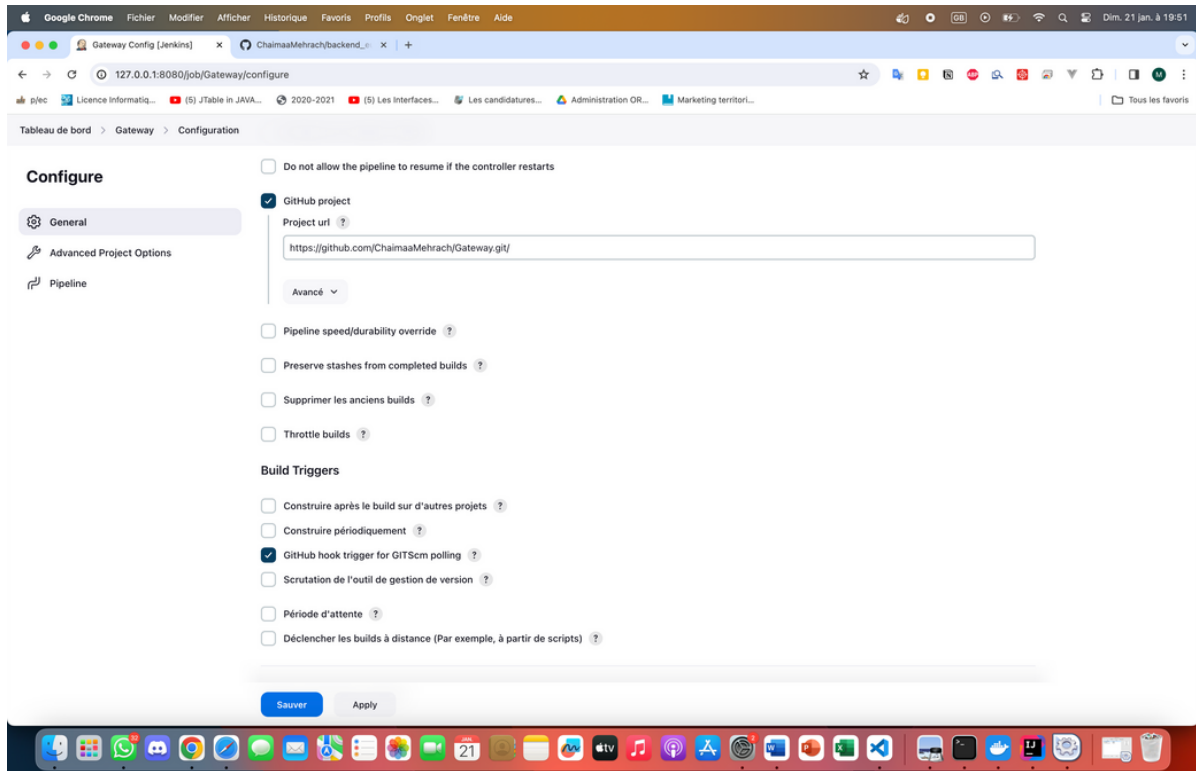 Google Chrome Fichier Modifier Afficher Historique Favoris Profils Onglet Fenêtre Aide GB Dim. 21 jan. à 19:51
Gateway Config [Jenkins] ChaimaaMehrach/backend_e
127.0.0.1:8080/job/Gateway/configure
p/ec Licence Informatiq... (5) JTable in JAVA... 2020-2021 (5) Les Interfaces... Les candidatures... Administration OR... Marketing territori... Tous les favoris
Tableau de bord > Gateway > Configuration
Configure
General
Advanced Project Options
Pipeline
Do not allow the pipeline to resume if the controller restarts
GitHub project
Project url ?
https://github.com/ChaimaaMehrach/Gateway.git/
Avancé
Pipeline speed/durability override ?
Preserve stashes from completed builds ?
Supprimer les anciens builds ?
Throttle builds ?
Build Triggers
Construire après le build sur d'autres projets ?
Construire périodiquement ?
GitHub hook trigger for GITScm polling ?
Scrutation de l'outil de gestion de version ?
Période d'attente ?
Déclencher les builds à distance (Par exemple, à partir de scripts) ?
Sauver Apply
JAN. 21 tv